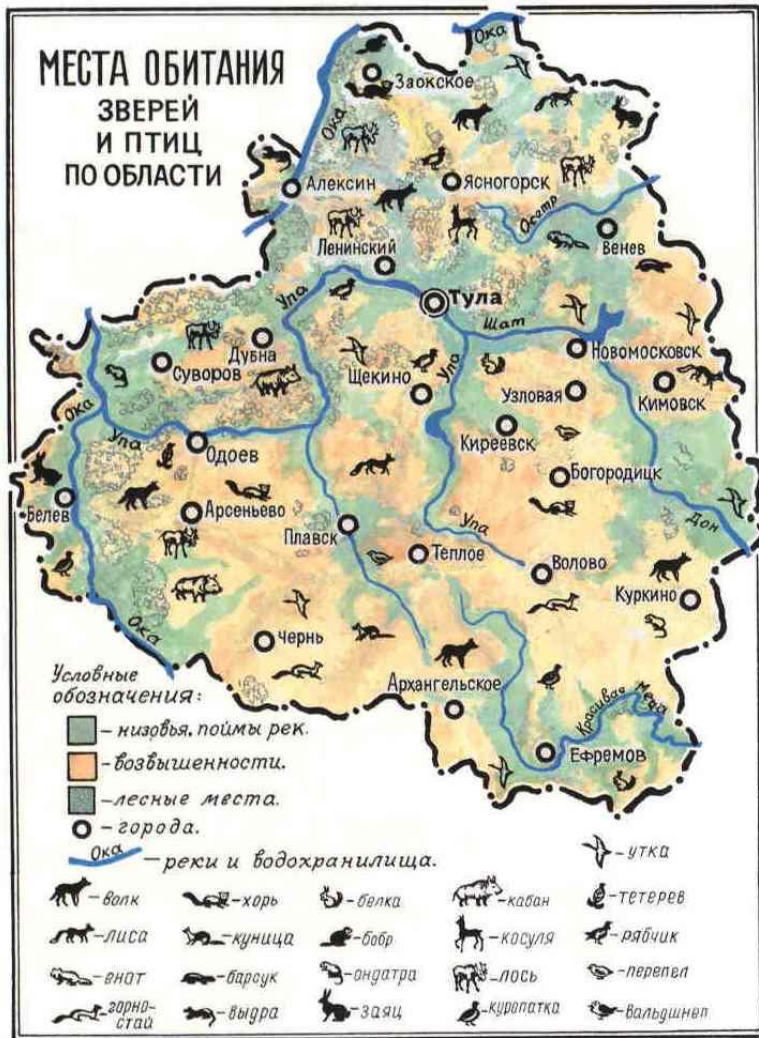 МЕСТА ОБИТАНИЯ
ЗВЕРЕЙ
И ПТИЦ
ПО ОБЛАСТИ
Ока
Заокское
Ока
Алексин
Ясногорск
Осетр
Ленинский
Венев
Упа
Тула
Шат
Дубна
Суворов
Щекино
Упа
Новомосковск
Узловая
Кимовск
Ока
Упа
Одоев
Киреевск
Богородицк
Белев
Арсеньево
Плавск
Упа
Дон
Теплое
Волово
Куркино
Ока
Чернь
Архангельское
Красивая Меча
Ефремов
Условные
обозначения:
– низовья, поймы рек.
– возвышенности.
– лесные места.
– города.
Ока – реки и водохранилища.
– утка
– волк
– хорь
– белка
– кабан
– тетерев
– лиса
– куница
– бобр
– косуля
– рябчик
– енот
– барсук
– ондатра
– лось
– перепел
– горно-
стай
– выдра
– заяц
– куропатка
– вальдшнеп